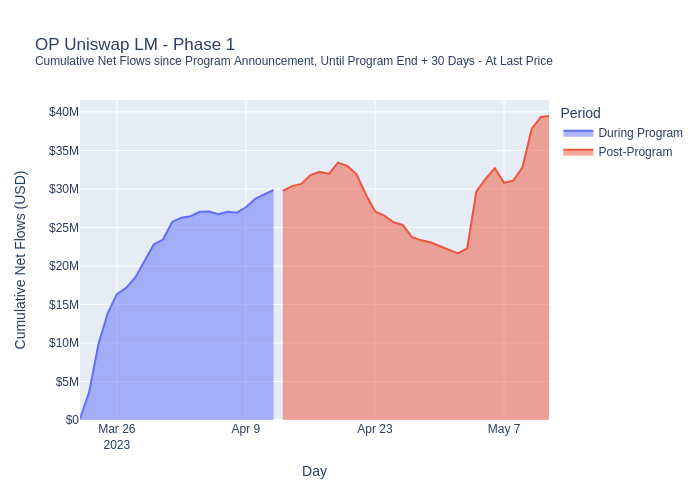 OP Uniswap LM - Phase 1
Cumulative Net Flows since Program Announcement, Until Program End + 30 Days - At Last Price
Period
During Program
Post-Program
Cumulative Net Flows (USD)
$40M
$35M
$30M
$25M
$20M
$15M
$10M
$5M
$0
Mar 26
2023
Apr 9
Apr 23
May 7
Day